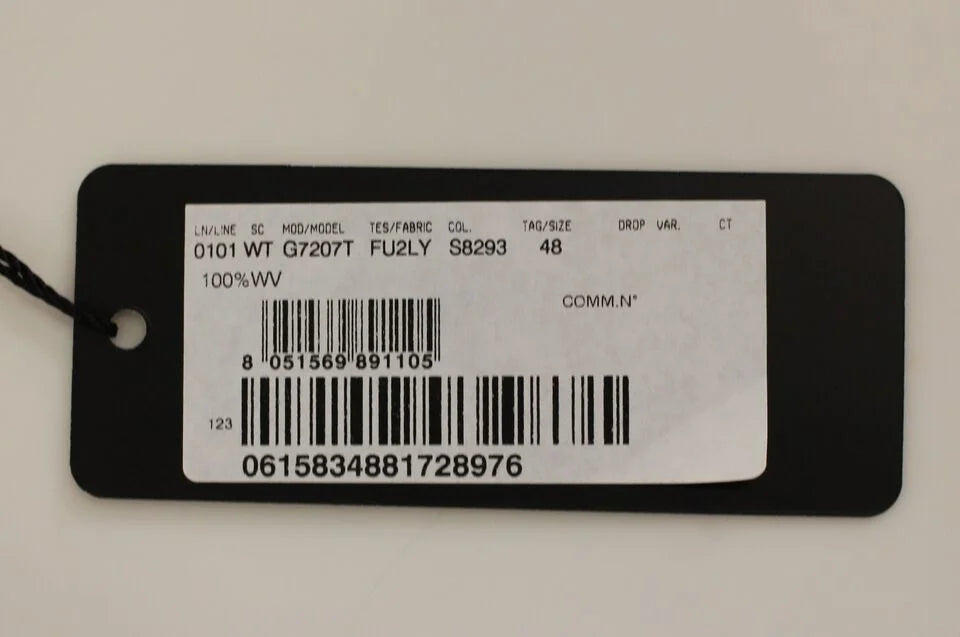 LN/LINE SC MOD/MODEL TES/FABRIC COL. TAG/SIZE DROP VAR. CT
0101 WT G7207T FU2LY S8293 48
100%WV
COMM.N°
8 051569 891105
123
0615834881728976